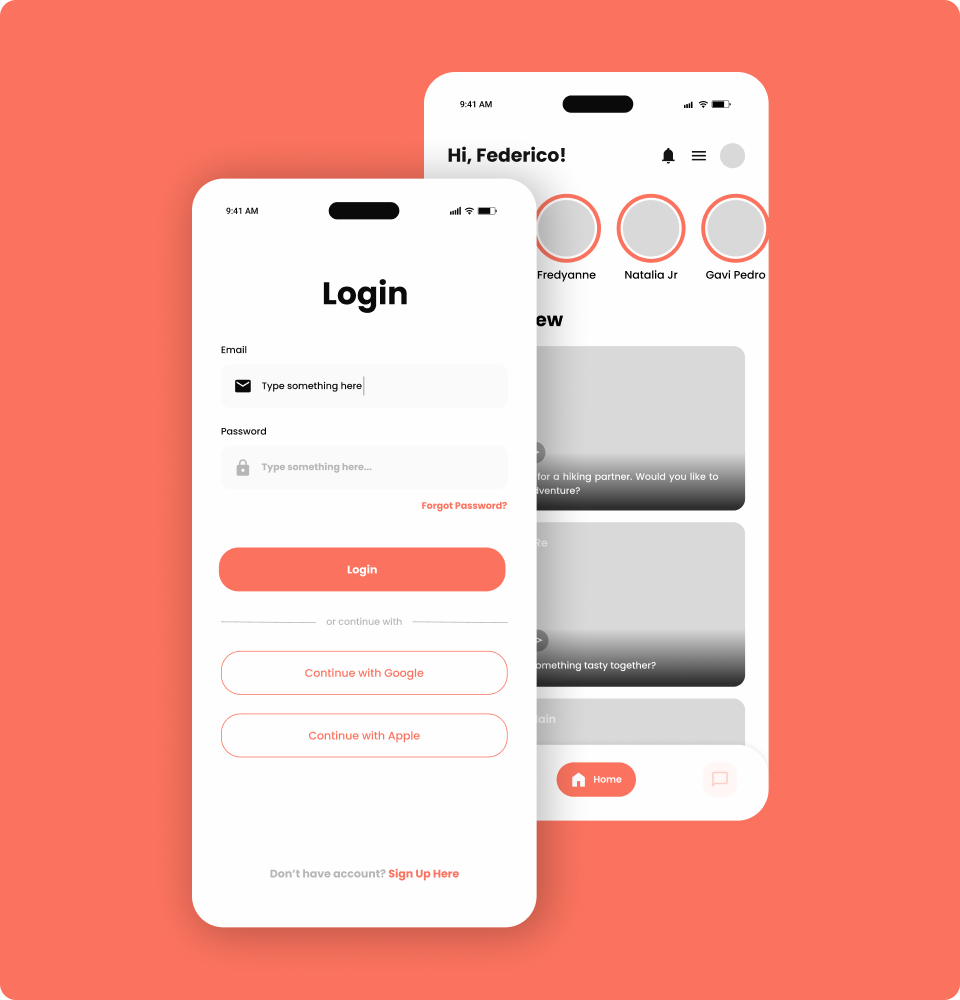 9:41 AM
Hi, Federico!
Fredyanne
Natalia Jr
Gavi Pedro
ew
for a hiking partner. Would you like to
dventure?
Re
omething tasty together?
lain
Home
9:41 AM
Login
Email
Type something here
Password
Type something here...
Forgot Password?
Login
or continue with
Continue with Google
Continue with Apple
Don’t have account? Sign Up Here